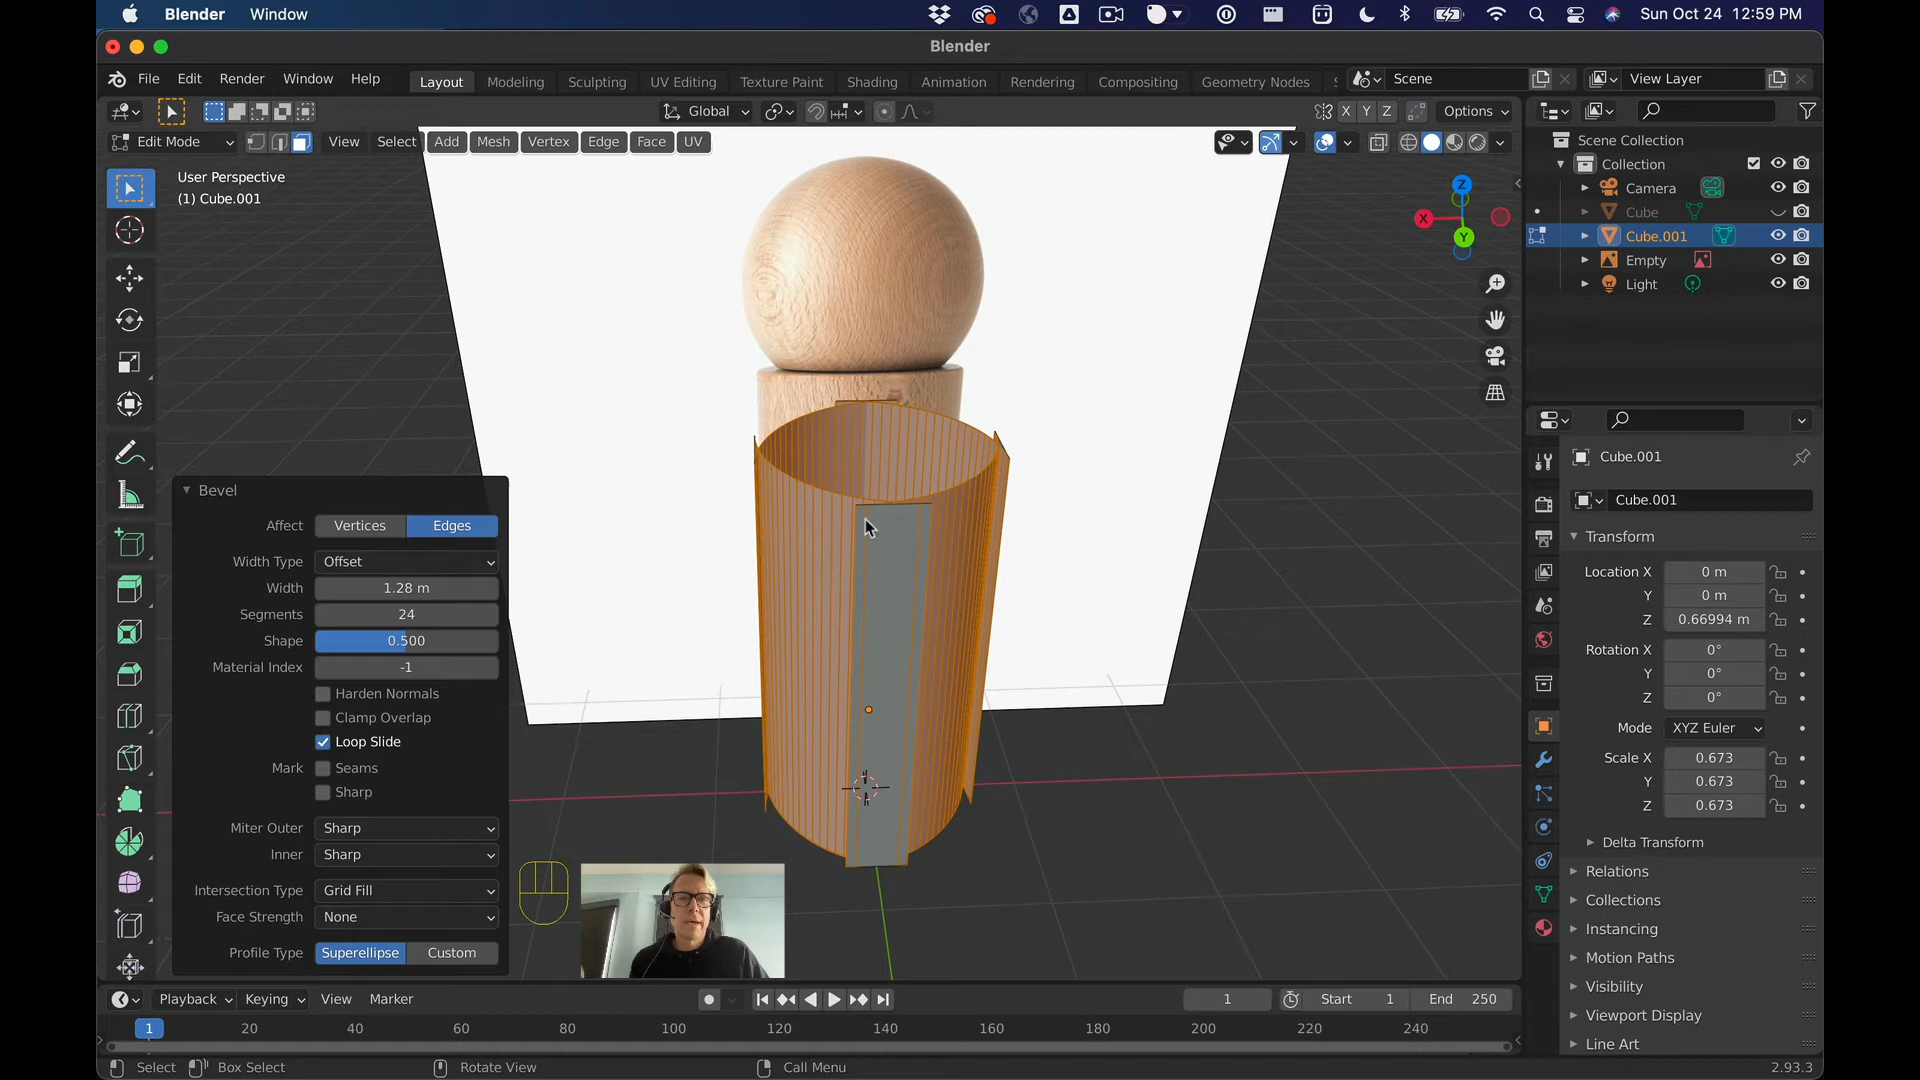 Blender Window
Sun Oct 24 12:59 PM
Blender
File Edit Render Window Help
Layout Modeling Sculpting UV Editing Texture Paint Shading Animation Rendering Compositing Geometry Nodes
Scene
View Layer
Global
X Y Z
Options
Edit Mode
View Select Add Mesh Vertex Edge Face UV
User Perspective
(1) Cube.001
Z
X
Y
Scene Collection
Collection
Camera
Cube
Cube.001
Empty
Light
Cube.001
Cube.001
Transform
Location X 0 m
Y 0 m
Z 0.66994 m
Rotation X 0°
Y 0°
Z 0°
Mode XYZ Euler
Scale X 0.673
Y 0.673
Z 0.673
Delta Transform
Relations
Collections
Instancing
Motion Paths
Visibility
Viewport Display
Line Art
Bevel
Affect Vertices Edges
Width Type Offset
Width 1.28 m
Segments 24
Shape 0.500
Material Index -1
Harden Normals
Clamp Overlap
Loop Slide
Mark Seams
Sharp
Miter Outer Sharp
Inner Sharp
Intersection Type Grid Fill
Face Strength None
Profile Type Superellipse Custom
Playback Keying View Marker
1
Start 1
End 250
1 20 40 60 80 100 120 140 160 180 200 220 240
Select Box Select Rotate View Call Menu
2.93.3